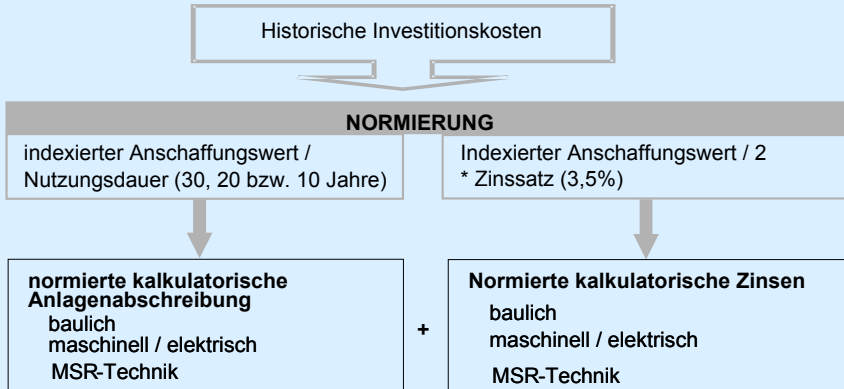 Historische Investitionskosten
NORMIERUNG
indexierter Anschaffungswert /
Nutzungsdauer (30, 20 bzw. 10 Jahre)
Indexierter Anschaffungswert / 2
* Zinssatz (3,5%)
normierte kalkulatorische
Anlagenabschreibung
baulich
maschinell / elektrisch
MSR-Technik
+
Normierte kalkulatorische Zinsen
baulich
maschinell / elektrisch
MSR-Technik